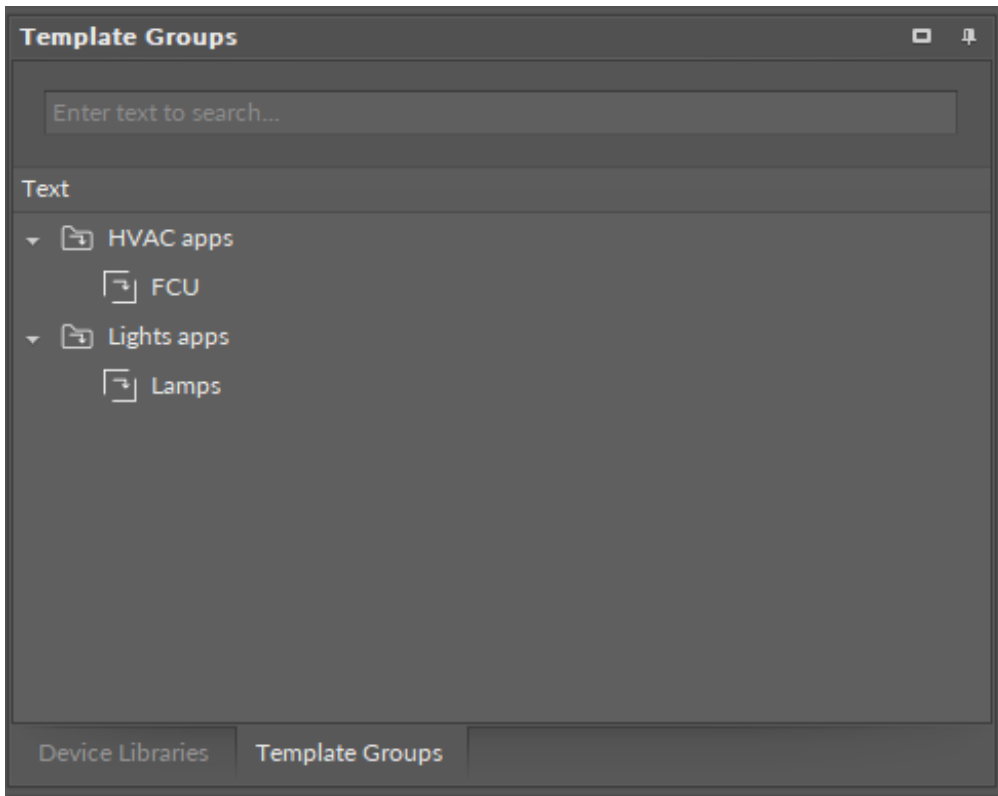 Template Groups
Enter text to search...
Text
HVAC apps
FCU
Lights apps
Lamps
Device Libraries Template Groups